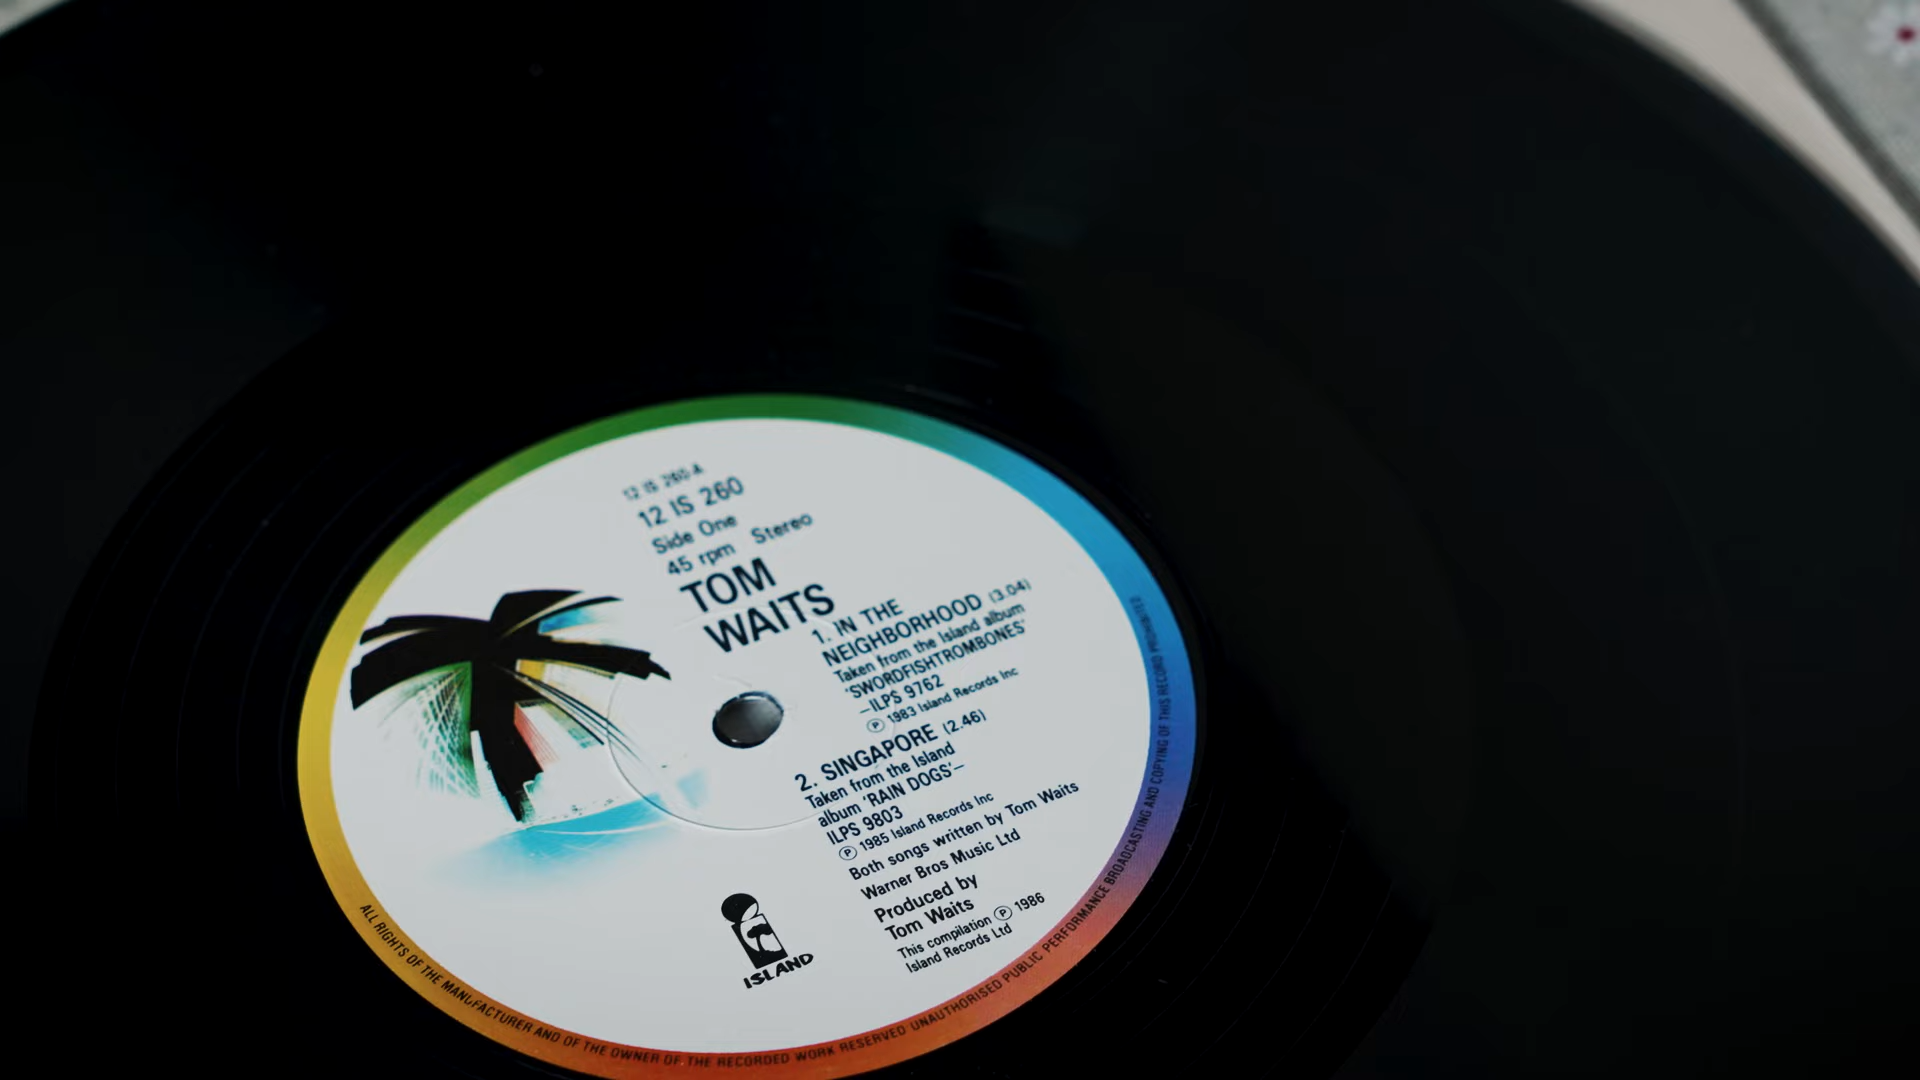 12 IS 260-A
12 IS 260
Side One
45 rpm Stereo
TOM
WAITS
1. IN THE
NEIGHBORHOOD (3.04)
Taken from the Island album
'SWORDFISHTROMBONES'
–ILPS 9762
Ⓟ 1983 Island Records Inc
2. SINGAPORE (2.46)
Taken from the Island
album 'RAIN DOGS'–
ILPS 9803
Ⓟ 1985 Island Records Inc
Both songs written by Tom Waits
Warner Bros Music Ltd
Produced by
Tom Waits
This compilation Ⓟ 1986
Island Records Ltd
ISLAND
ALL RIGHTS OF THE MANUFACTURER AND OF THE OWNER OF THE RECORDED WORK RESERVED UNAUTHORISED PUBLIC PERFORMANCE BROADCASTING AND COPYING OF THIS RECORD PROHIBITED